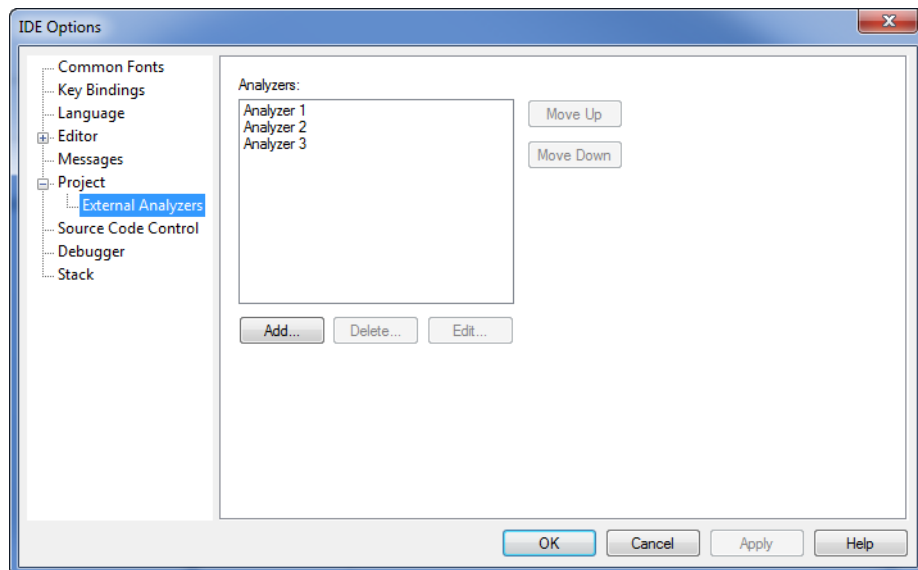 IDE Options
Common Fonts
Key Bindings
Language
Editor
Messages
Project
External Analyzers
Source Code Control
Debugger
Stack
Analyzers:
Analyzer 1
Analyzer 2
Analyzer 3
Move Up
Move Down
Add...
Delete...
Edit...
OK
Cancel
Apply
Help